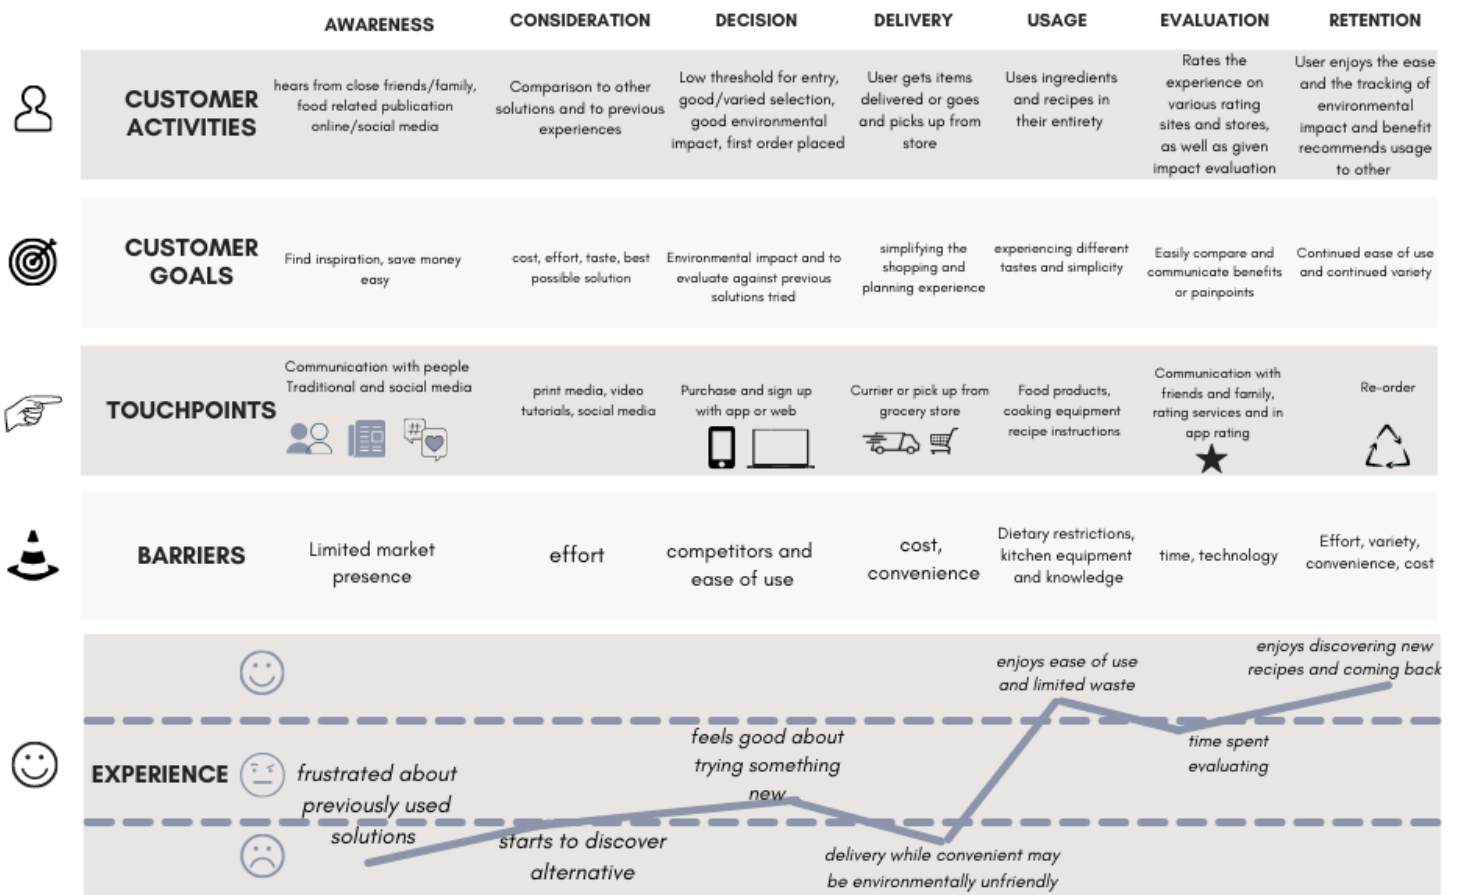 AWARENESS
CONSIDERATION
DECISION
DELIVERY
USAGE
EVALUATION
RETENTION
CUSTOMER
ACTIVITIES
hears from close friends/family,
food related publication
online/social media
Comparison to other
solutions and to previous
experiences
Low threshold for entry,
good/varied selection,
good environmental
impact, first order placed
User gets items
delivered or goes
and picks up from
store
Uses ingredients
and recipes in
their entirety
Rates the
experience on
various rating
sites and stores,
as well as given
impact evaluation
User enjoys the ease
and the tracking of
environmental
impact and benefit
recommends usage
to other
CUSTOMER
GOALS
Find inspiration, save money
easy
cost, effort, taste, best
possible solution
Environmental impact and to
evaluate against previous
solutions tried
simplifying the
shopping and
planning experience
experiencing different
tastes and simplicity
Easily compare and
communicate benefits
or painpoints
Continued ease of use
and continued variety
TOUCHPOINTS
Communication with people
Traditional and social media
#
print media, video
tutorials, social media
Purchase and sign up
with app or web
Currier or pick up from
grocery store
Food products,
cooking equipment
recipe instructions
Communication with
friends and family,
rating services and in
app rating
Re-order
BARRIERS
Limited market
presence
effort
competitors and
ease of use
cost,
convenience
Dietary restrictions,
kitchen equipment
and knowledge
time, technology
Effort, variety,
convenience, cost
EXPERIENCE
frustrated about
previously used
solutions
starts to discover
alternative
feels good about
trying something
new
delivery while convenient may
be environmentally unfriendly
enjoys ease of use
and limited waste
time spent
evaluating
enjoys discovering new
recipes and coming back